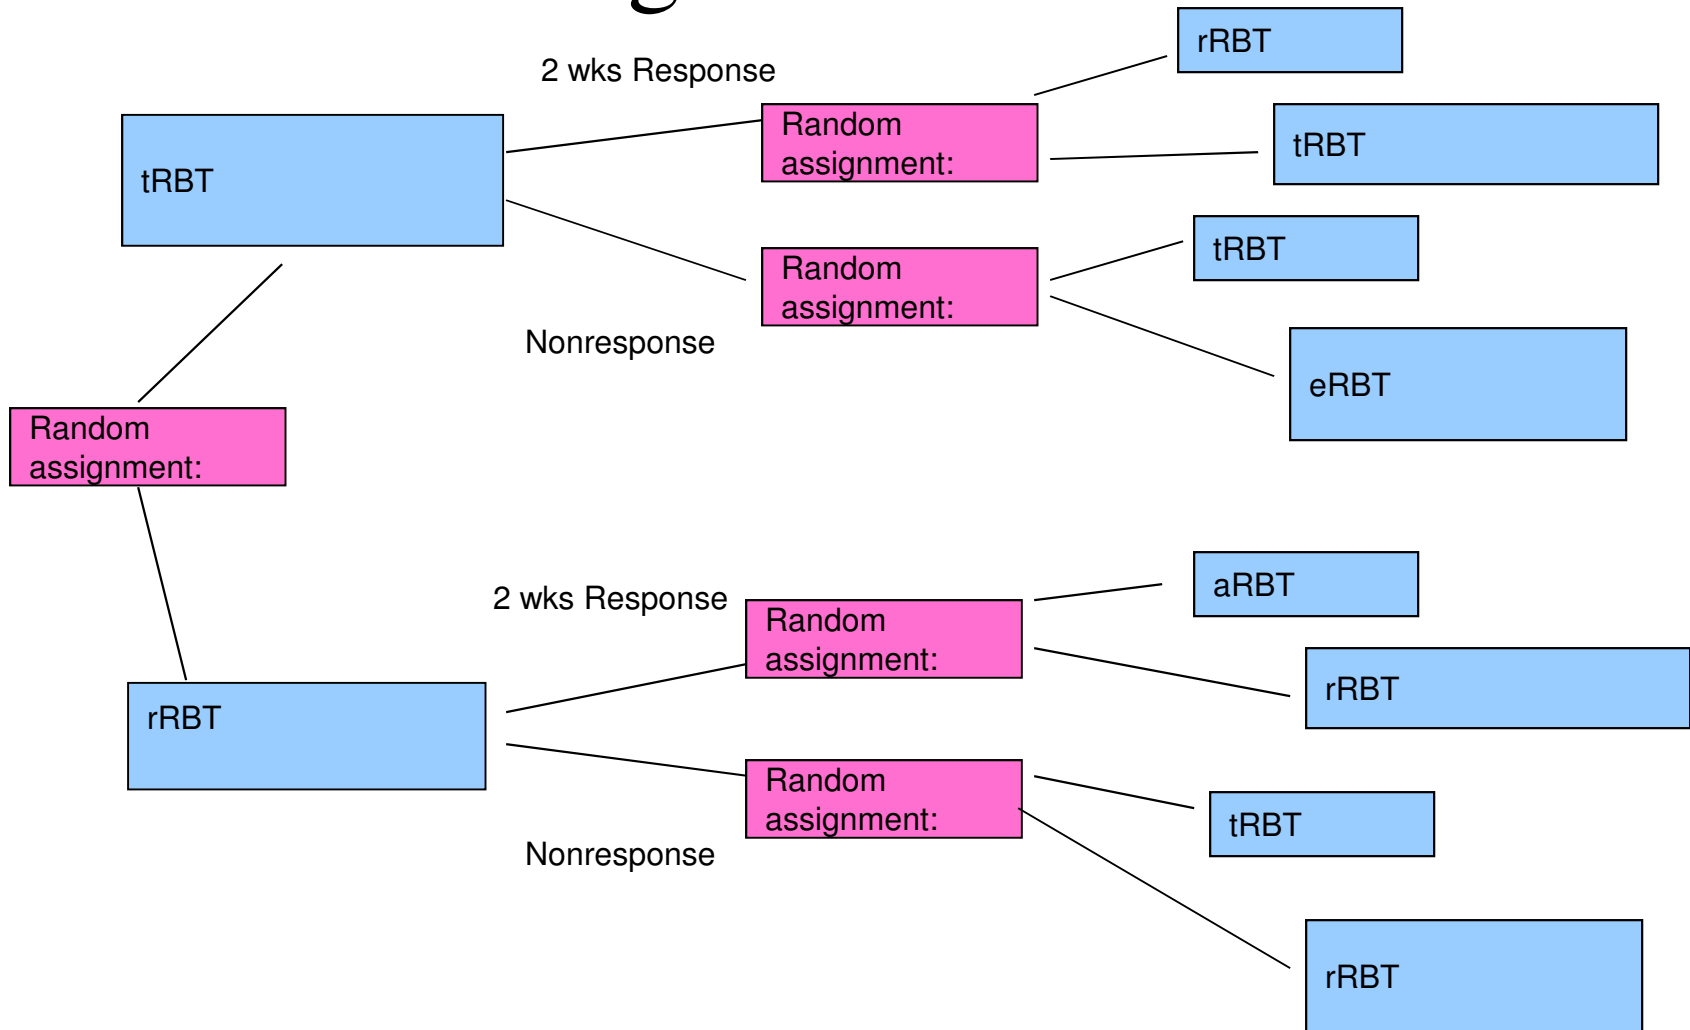 2 wks Response
rRBT
Random
assignment:
tRBT
tRBT
tRBT
Random
assignment:
Nonresponse
eRBT
Random
assignment:
2 wks Response
aRBT
Random
assignment:
rRBT
rRBT
Random
assignment:
tRBT
Nonresponse
rRBT